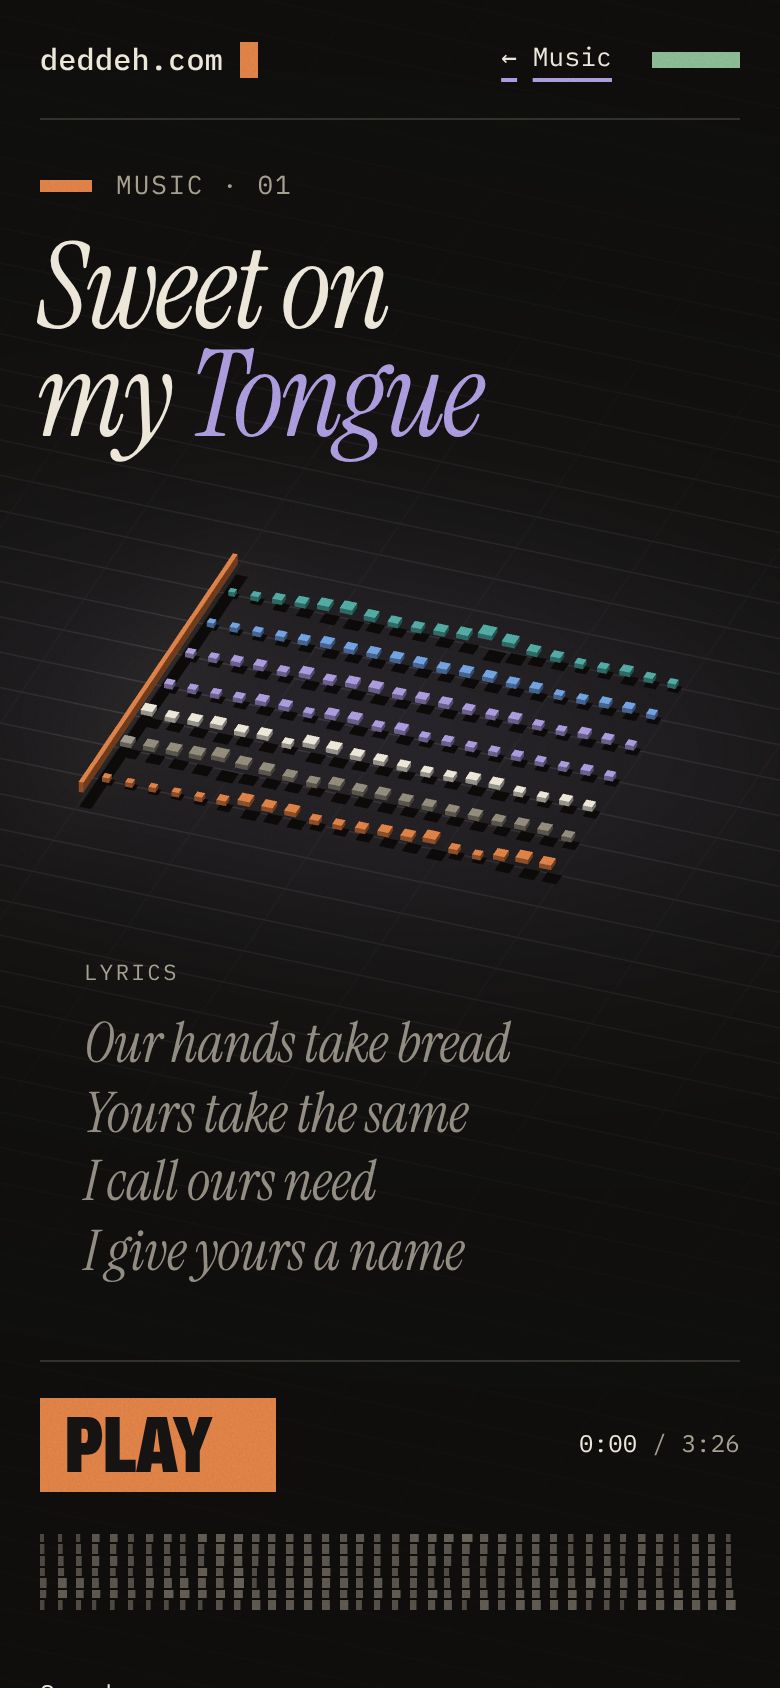 deddeh.com
← Music
MUSIC · 01
Sweet on
my Tongue
LYRICS
Our hands take bread
Yours take the same
I call ours need
I give yours a name
PLAY
0:00 / 3:26